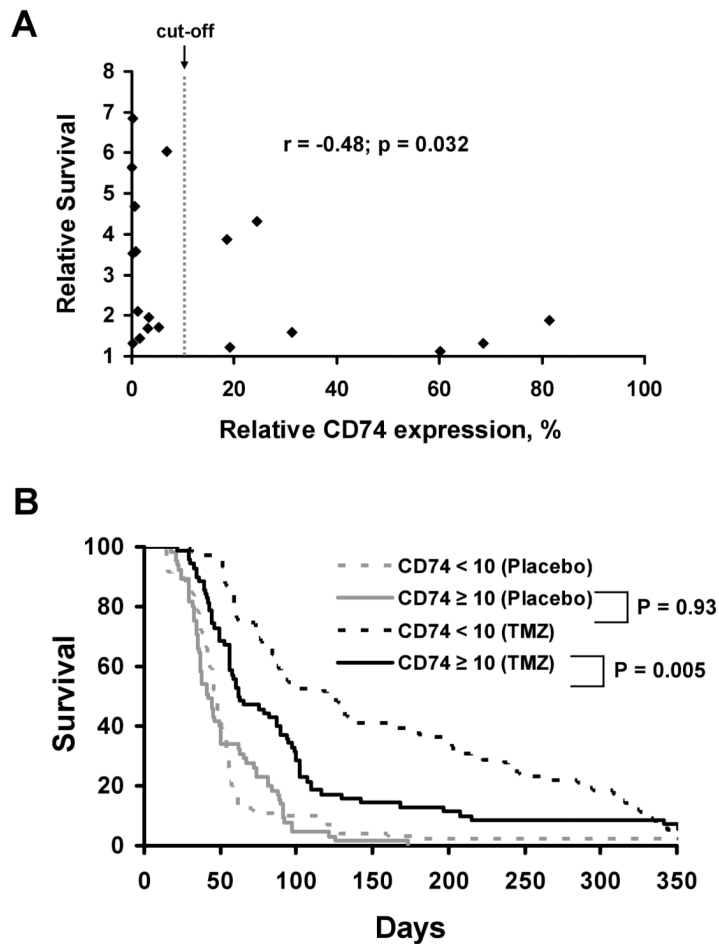 A
cut-off
8
7
6
5
4
3
2
1
Relative Survival
r = -0.48; p = 0.032
0 20 40 60 80 100
Relative CD74 expression, %
B
100
80
60
40
20
0
Survival
CD74 < 10 (Placebo)
CD74 ≥ 10 (Placebo)
P = 0.93
CD74 < 10 (TMZ)
CD74 ≥ 10 (TMZ)
P = 0.005
0 50 100 150 200 250 300 350
Days